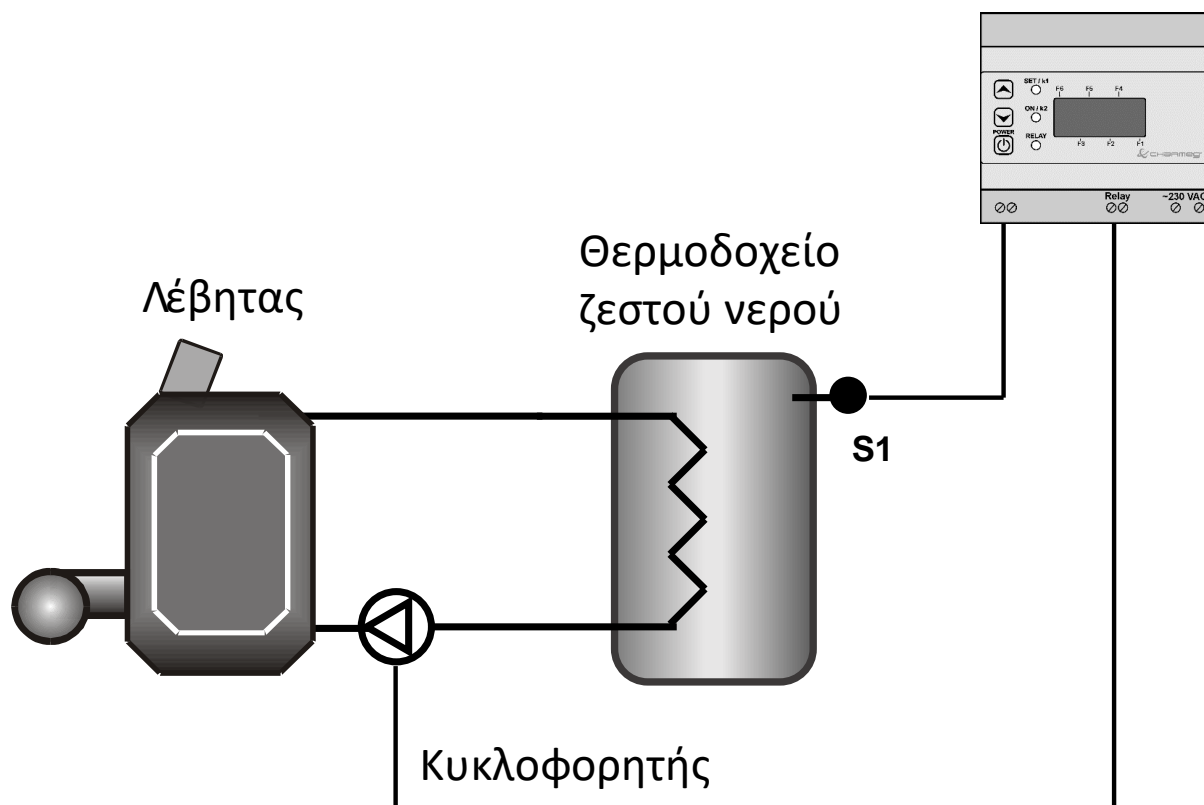 SET / k1
F6 F5 F4
ON / k2
POWER
RELAY
F3 F2 F1
CHARMEG
Relay ~230 VAC
Θερμοδοχείο
ζεστού νερού
Λέβητας
S1
Κυκλοφορητής